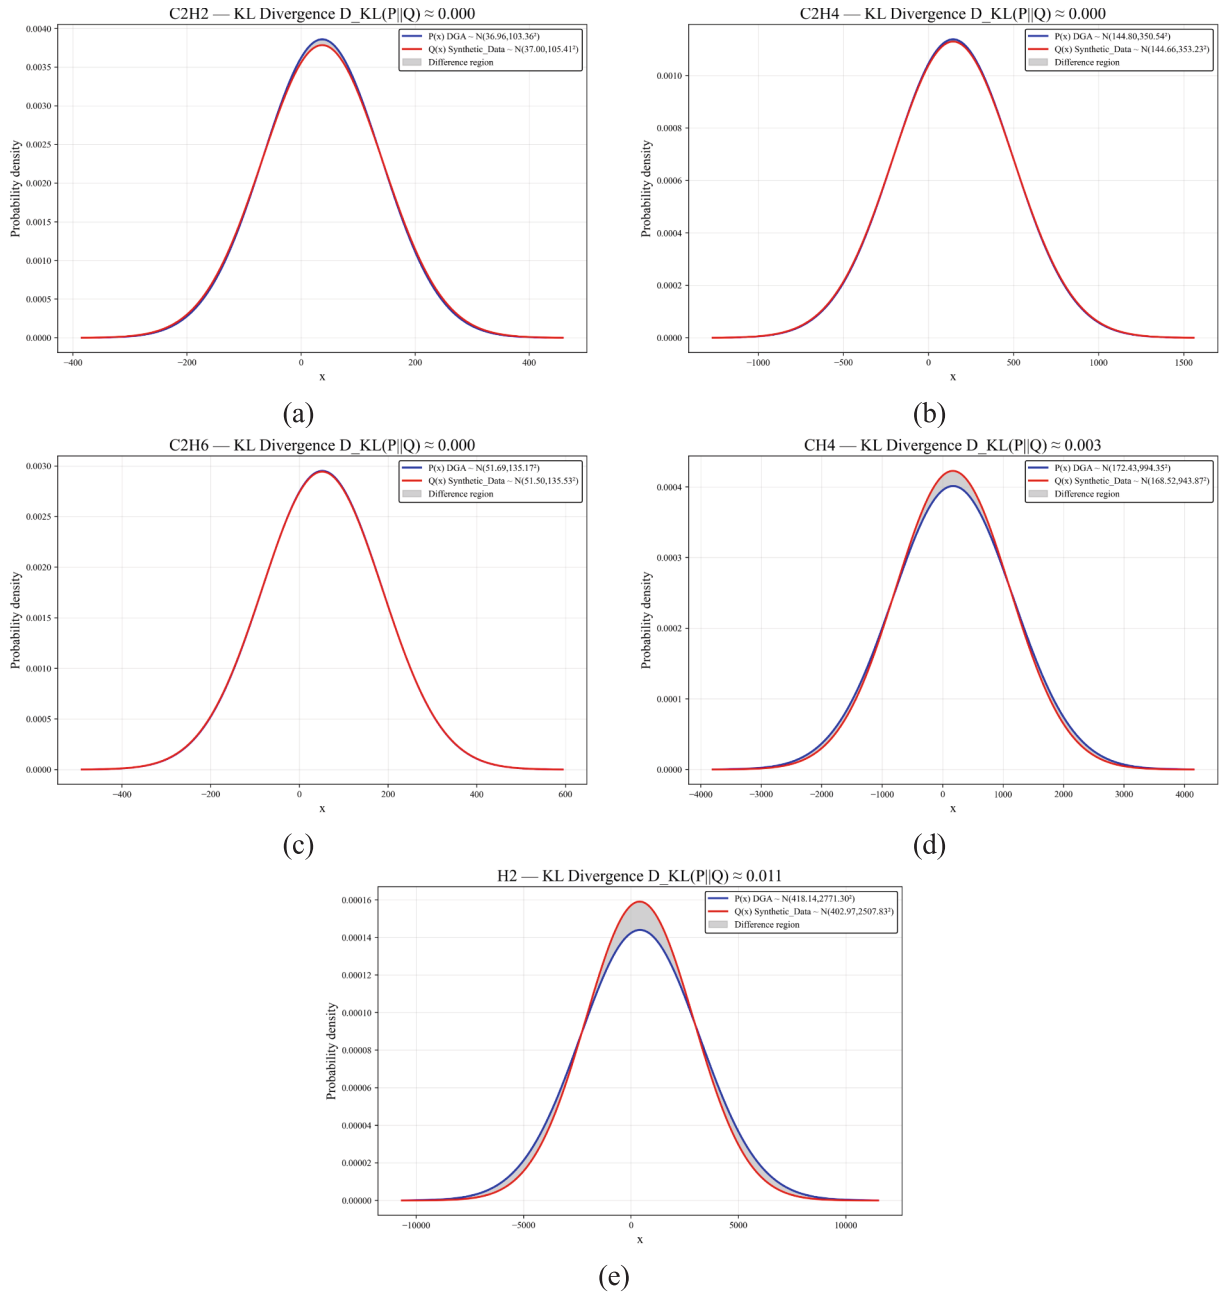 C2H2 — KL Divergence D_KL(P||Q) ≈ 0.000
P(x) DGA ~ N(36.96,103.36²)
Q(x) Synthetic_Data ~ N(37.00,105.41²)
Difference region
Probability density
0.0040
0.0035
0.0030
0.0025
0.0020
0.0015
0.0010
0.0005
0.0000
−400 −200 0 200 400
x
(a)
C2H4 — KL Divergence D_KL(P||Q) ≈ 0.000
P(x) DGA ~ N(144.80,350.54²)
Q(x) Synthetic_Data ~ N(144.66,353.23²)
Difference region
Probability density
0.0010
0.0008
0.0006
0.0004
0.0002
0.0000
−1000 −500 0 500 1000 1500
x
(b)
C2H6 — KL Divergence D_KL(P||Q) ≈ 0.000
P(x) DGA ~ N(51.69,135.17²)
Q(x) Synthetic_Data ~ N(51.50,135.53²)
Difference region
Probability density
0.0030
0.0025
0.0020
0.0015
0.0010
0.0005
0.0000
−400 −200 0 200 400 600
x
(c)
CH4 — KL Divergence D_KL(P||Q) ≈ 0.003
P(x) DGA ~ N(172.43,994.35²)
Q(x) Synthetic_Data ~ N(168.52,943.87²)
Difference region
Probability density
0.0004
0.0003
0.0002
0.0001
0.0000
−4000 −3000 −2000 −1000 0 1000 2000 3000 4000
x
(d)
H2 — KL Divergence D_KL(P||Q) ≈ 0.011
P(x) DGA ~ N(418.14,2771.30²)
Q(x) Synthetic_Data ~ N(402.97,2507.83²)
Difference region
Probability density
0.00016
0.00014
0.00012
0.00010
0.00008
0.00006
0.00004
0.00002
0.00000
−10000 −5000 0 5000 10000
x
(e)